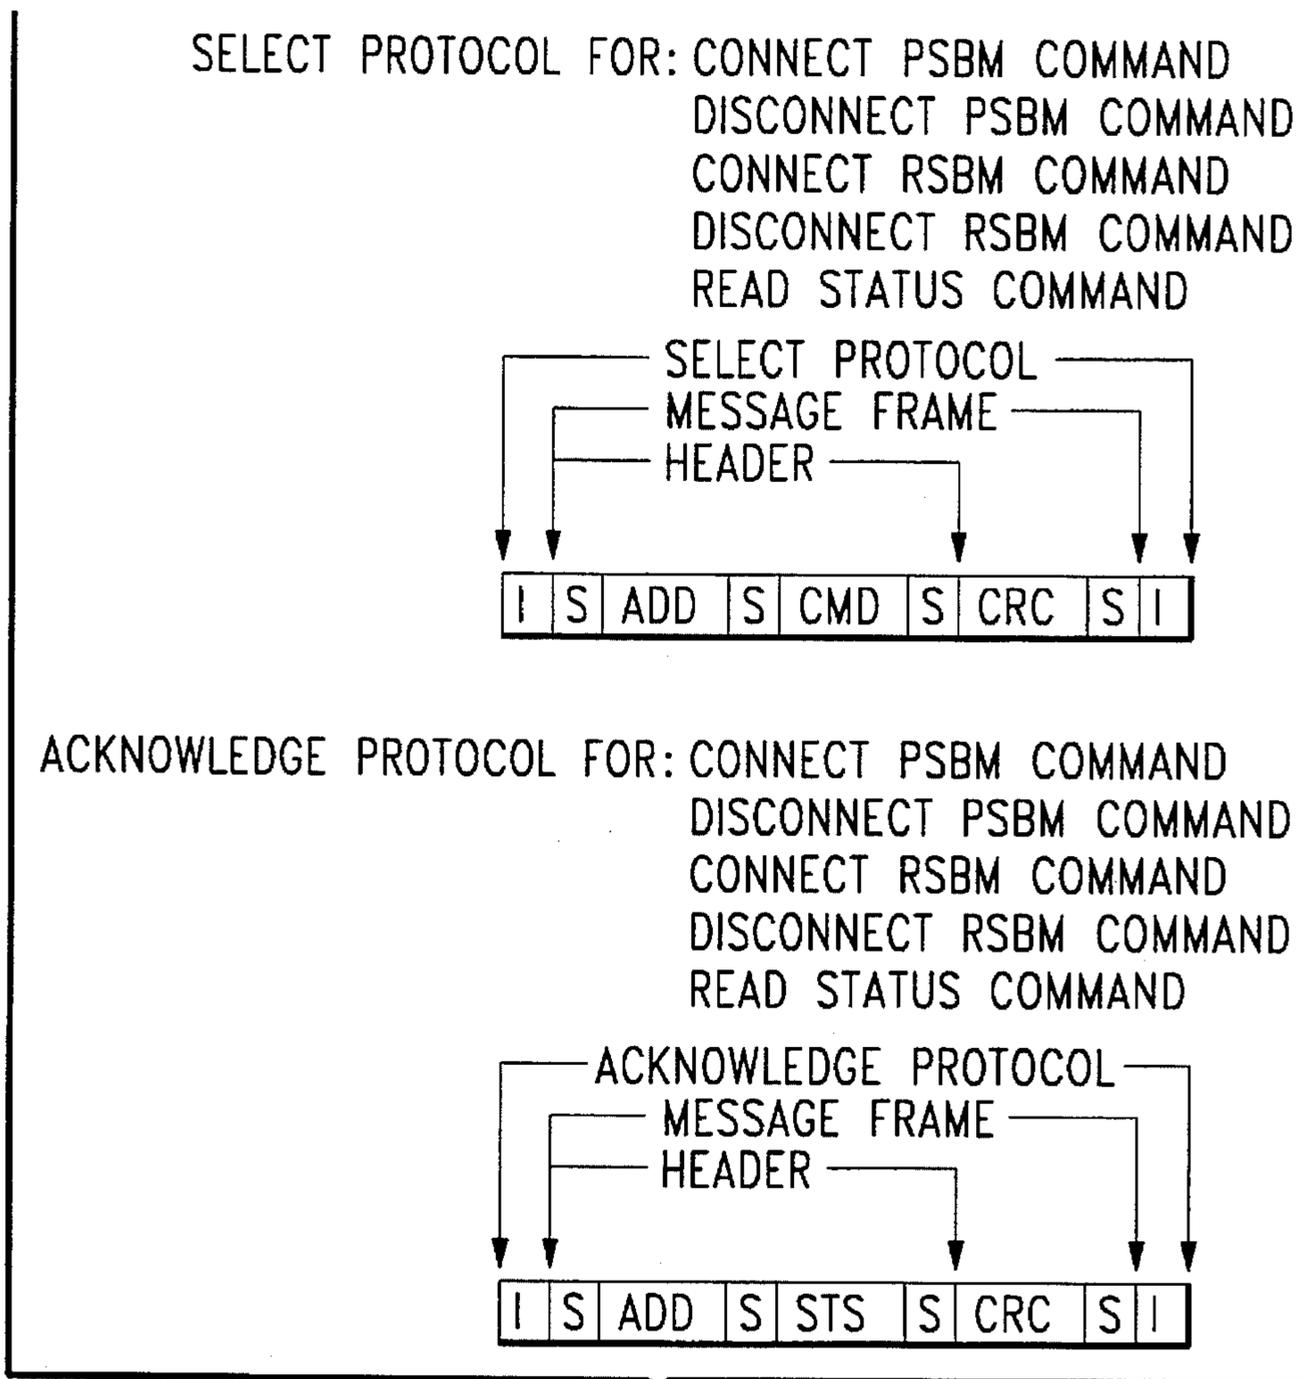 SELECT PROTOCOL FOR: CONNECT PSBM COMMAND
DISCONNECT PSBM COMMAND
CONNECT RSBM COMMAND
DISCONNECT RSBM COMMAND
READ STATUS COMMAND
SELECT PROTOCOL
MESSAGE FRAME
HEADER
I S ADD S CMD S CRC S I
ACKNOWLEDGE PROTOCOL FOR: CONNECT PSBM COMMAND
DISCONNECT PSBM COMMAND
CONNECT RSBM COMMAND
DISCONNECT RSBM COMMAND
READ STATUS COMMAND
ACKNOWLEDGE PROTOCOL
MESSAGE FRAME
HEADER
I S ADD S STS S CRC S I